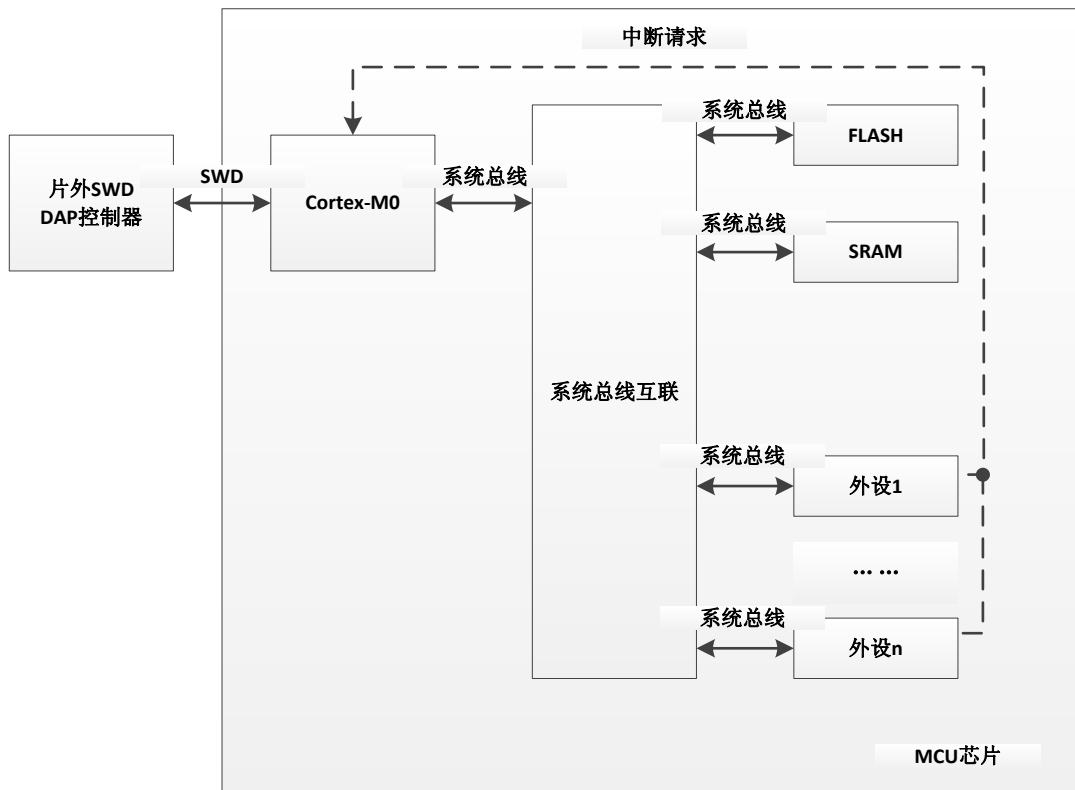 中断请求
系统总线
FLASH
片外SWD
DAP控制器
SWD
Cortex-M0
系统总线
系统总线
SRAM
系统总线互联
系统总线
外设1
... ...
系统总线
外设n
MCU芯片